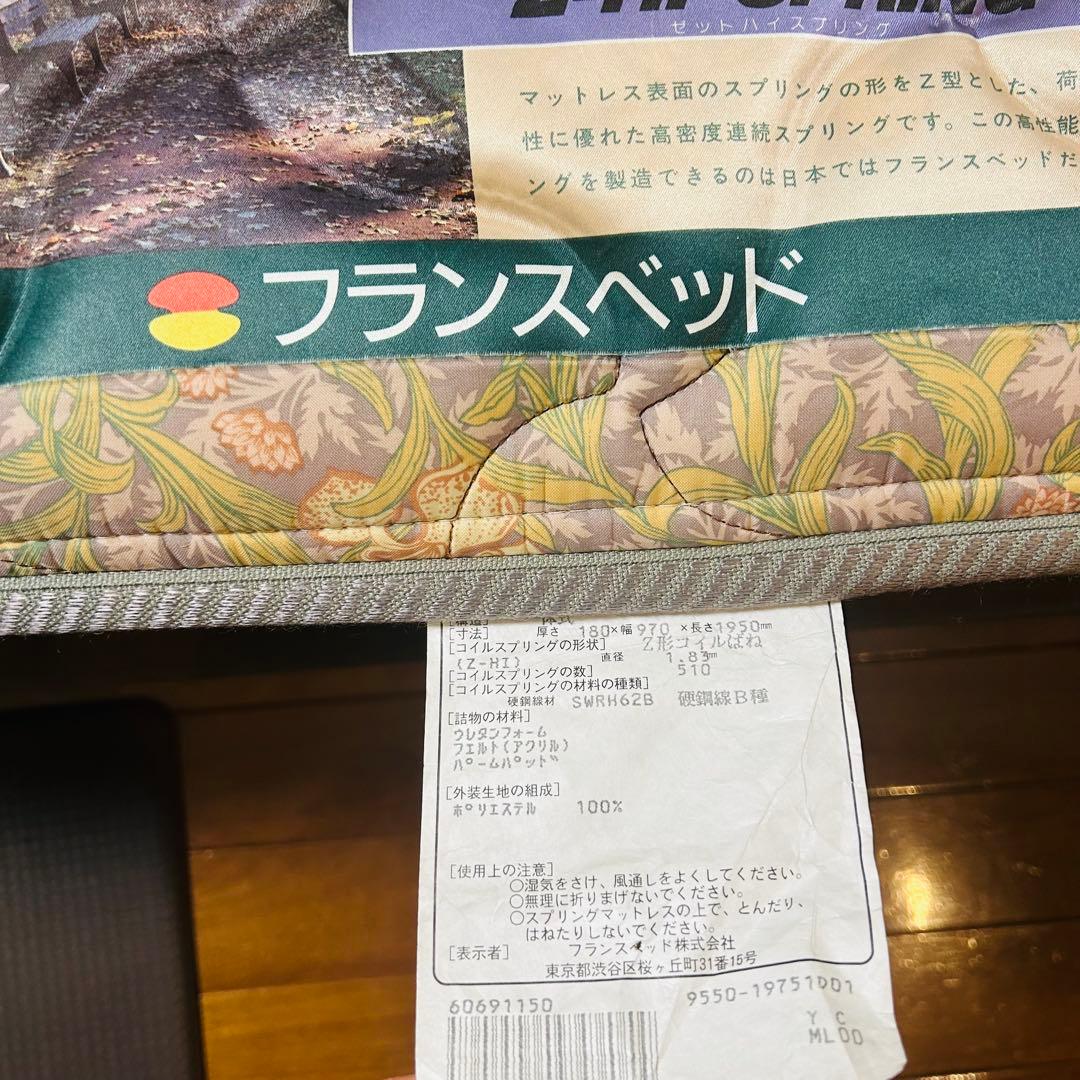 Z-HI SPRING
ゼットハイスプリング
マットレス表面のスプリングの形をZ型とした、荷
性に優れた高密度連続スプリングです。この高性能
ングを製造できるのは日本ではフランスベッドだ
フランスベッド
[構造]
[寸法] 厚さ 180×幅 970 ×長さ1950mm
[コイルスプリングの形状] Z形コイルばね
(Z-HI) 直径 1.83mm
[コイルスプリングの数] 510
[コイルスプリングの材料の種類]
硬鋼線材 SWRH62B 硬鋼線B種
[詰物の材料]
ウレタンフォーム
フエルト(アクリル)
パームパッド
[外装生地の組成]
ポリエステル 100%
[使用上の注意]
○湿気をさけ、風通しをよくしてください。
○無理に折りまげないでください。
○スプリングマットレスの上で、とんだり、
はねたりしないでください。
[表示者] フランスベッド株式会社
東京都渋谷区桜ヶ丘町31番15号
60691150 9550-19751001
Y C
ML00